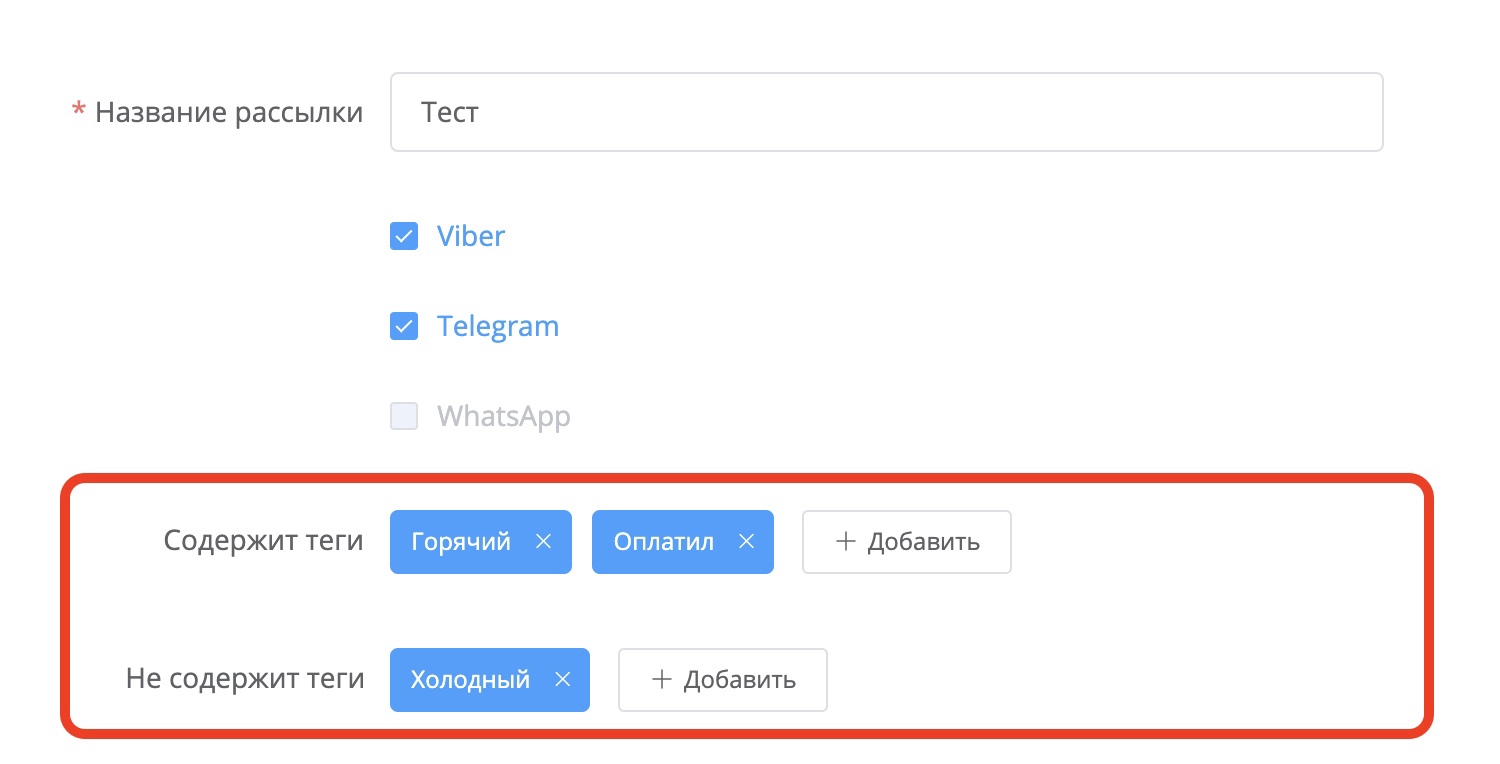 * Название рассылки Тест
Viber
Telegram
WhatsApp
Содержит теги Горячий × Оплатил × + Добавить
Не содержит теги Холодный × + Добавить